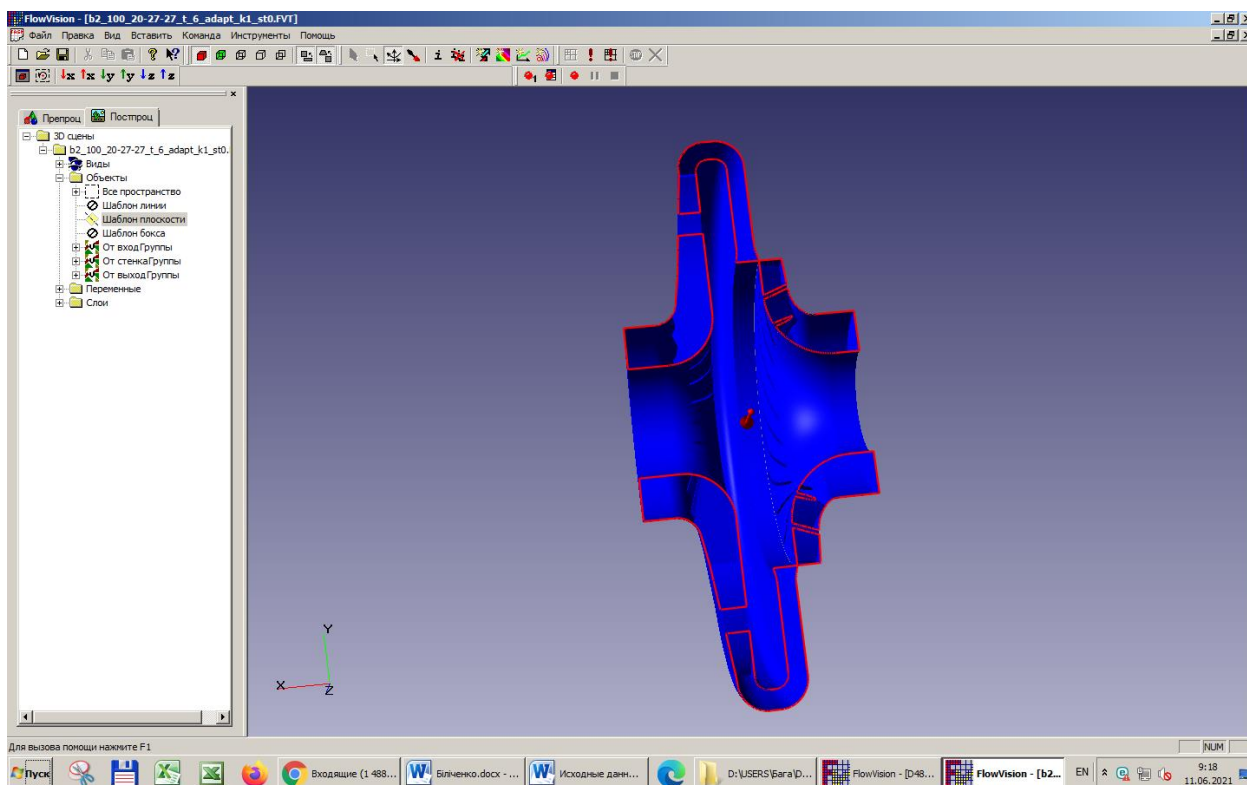 FlowVision - [b2_100_20-27-27_t_6_adapt_k1_st0.FVT]
Файл Правка Вид Вставить Команда Инструменты Помощь
↓x ↑x ↓y ↑y ↓z ↑z
Препроц Постпроц
3D сцены
b2_100_20-27-27_t_6_adapt_k1_st0.
Виды
Объекты
Все пространство
Шаблон линии
Шаблон плоскости
Шаблон бокса
От входГруппы
От стенкаГруппы
От выходГруппы
Переменные
Слои
Y
X
Z
Для вызова помощи нажмите F1
NUM
Пуск
Входящие (1 488...
Біліченко.docx - ...
Исходные данн...
D:\USERS\Бага\D...
FlowVision - [D48...
FlowVision - [b2...
EN
9:18
11.06.2021